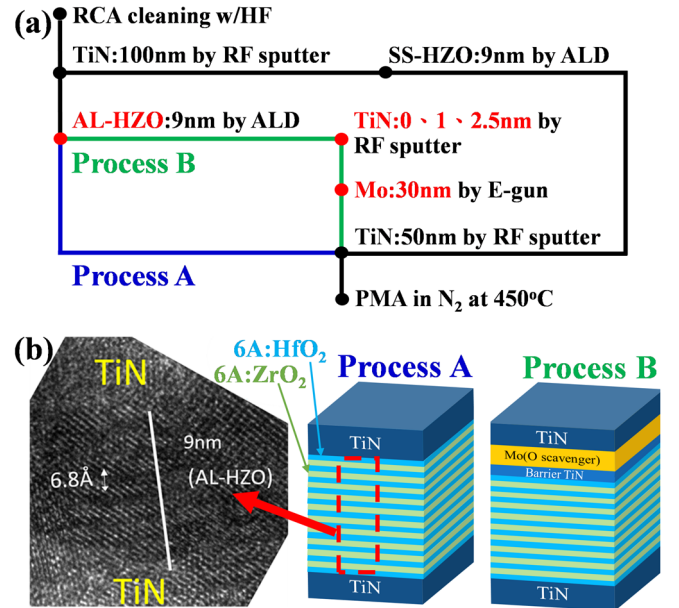 (a)
RCA cleaning w/HF
TiN:100nm by RF sputter
SS-HZO:9nm by ALD
AL-HZO:9nm by ALD
TiN:0、1、2.5nm by
RF sputter
Process B
Mo:30nm by E-gun
TiN:50nm by RF sputter
Process A
PMA in N₂ at 450°C
(b)
TiN
9nm
(AL-HZO)
6.8Å
TiN
6A:HfO₂
6A:ZrO₂
Process A
TiN
TiN
Process B
TiN
Mo(O scavenger)
Barrier TiN
TiN